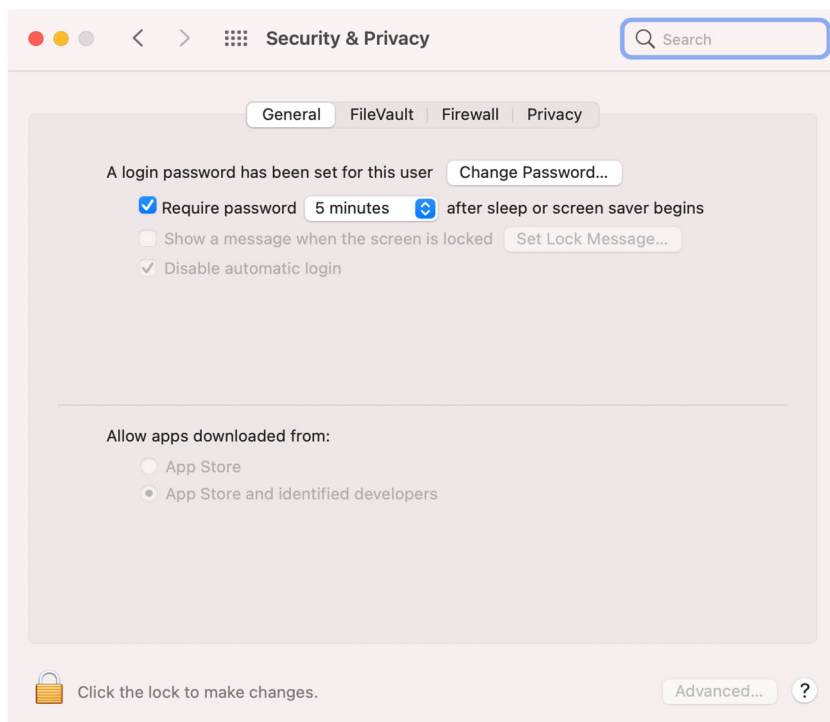 Security & Privacy
Search
General FileVault Firewall Privacy
A login password has been set for this user Change Password...
Require password 5 minutes after sleep or screen saver begins
Show a message when the screen is locked Set Lock Message...
Disable automatic login
Allow apps downloaded from:
App Store
App Store and identified developers
Click the lock to make changes.
Advanced... ?